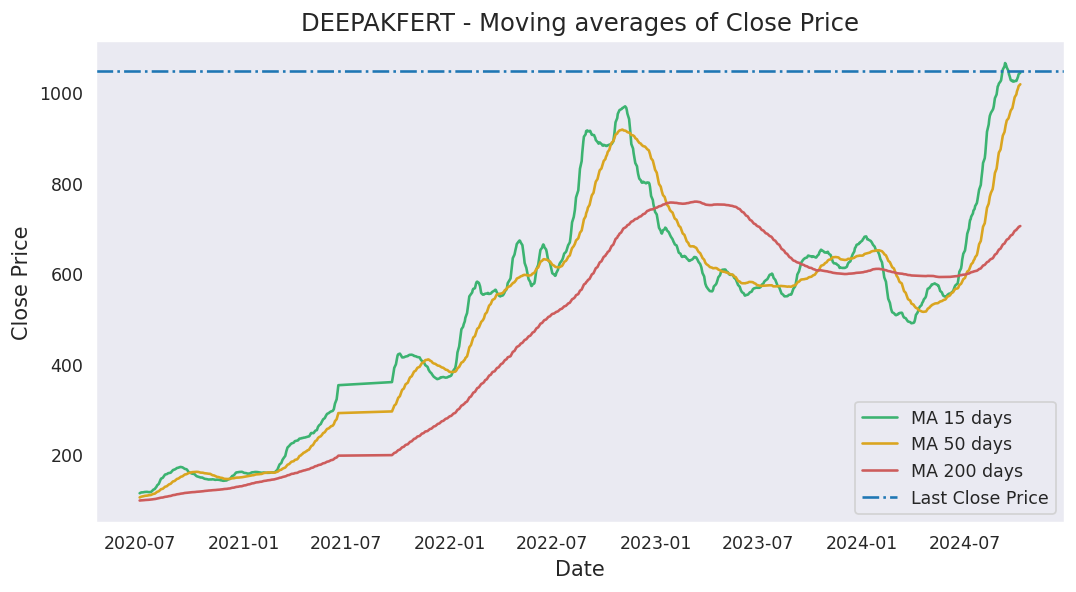 DEEPAKFERT - Moving averages of Close Price
Close Price
1000
800
600
400
200
2020-07
2021-01
2021-07
2022-01
2022-07
2023-01
2023-07
2024-01
2024-07
Date
MA 15 days
MA 50 days
MA 200 days
Last Close Price